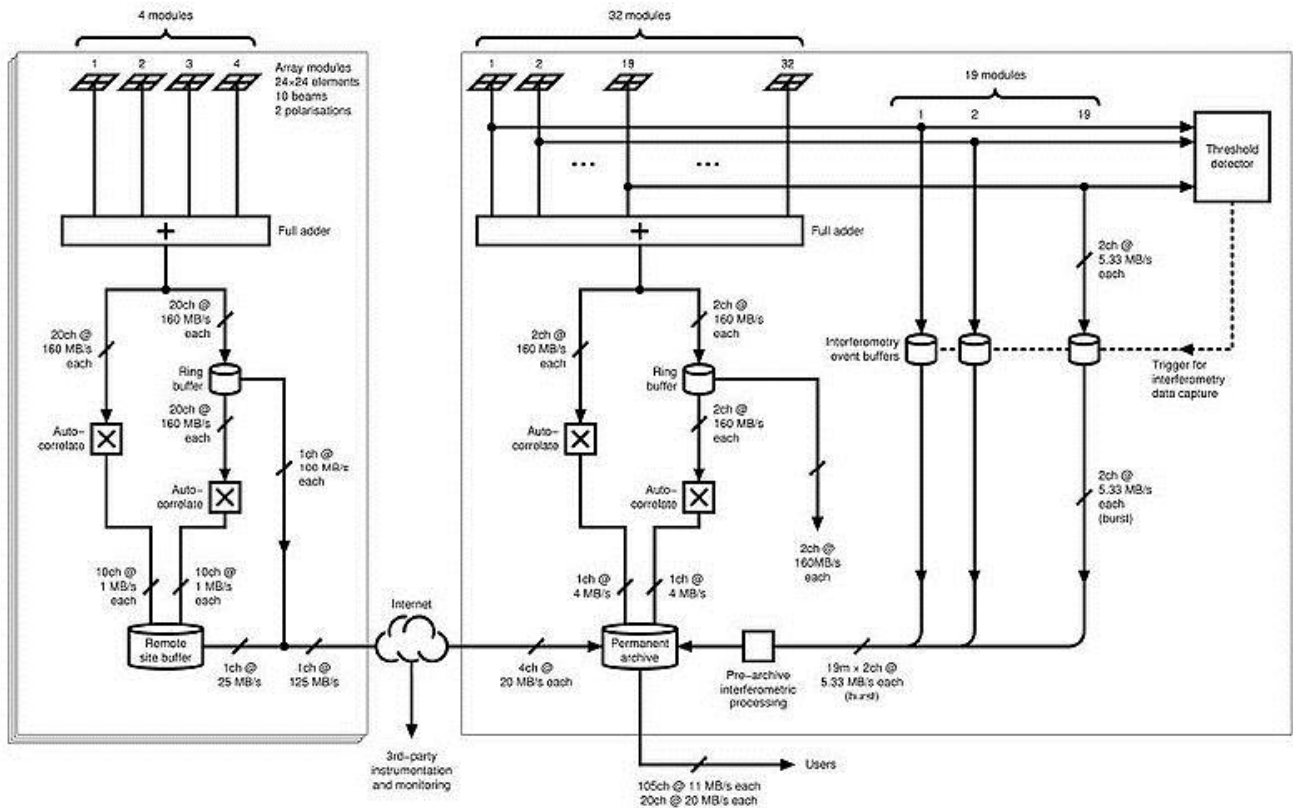 4 modules
1 2 3 4
Array modules
24×24 elements
10 beams
2 polarisations
+
Full adder
20ch @
160 MB/s
each
20ch @
160 MB/s
each
Ring
buffer
20ch @
160 MB/s
each
Auto–
correlate
Auto–
correlate
1ch @
100 MB/s
each
10ch @
1 MB/s
each
10ch @
1 MB/s
each
Remote
site buffer
1ch @
25 MB/s
1ch @
125 MB/s
Internet
3rd–party
instrumentation
and monitoring
32 modules
1 2 19 32
... ...
+
Full adder
2ch @
160 MB/s
each
2ch @
160 MB/s
each
Ring
buffer
2ch @
160 MB/s
each
Auto–
correlate
Auto–
correlate
2ch @
160MB/s
each
1ch @
4 MB/s
1ch @
4 MB/s
4ch @
20 MB/s each
Permanent
archive
Pre–archive
interferometric
processing
19m × 2ch @
5.33 MB/s each
(burst)
19 modules
1 2 19
Threshold
detector
2ch @
5.33 MB/s
each
Interferometry
event buffers
Trigger for
interferometry
data capture
2ch @
5.33 MB/s
each
(burst)
Users
105ch @ 11 MB/s each
20ch @ 20 MB/s each